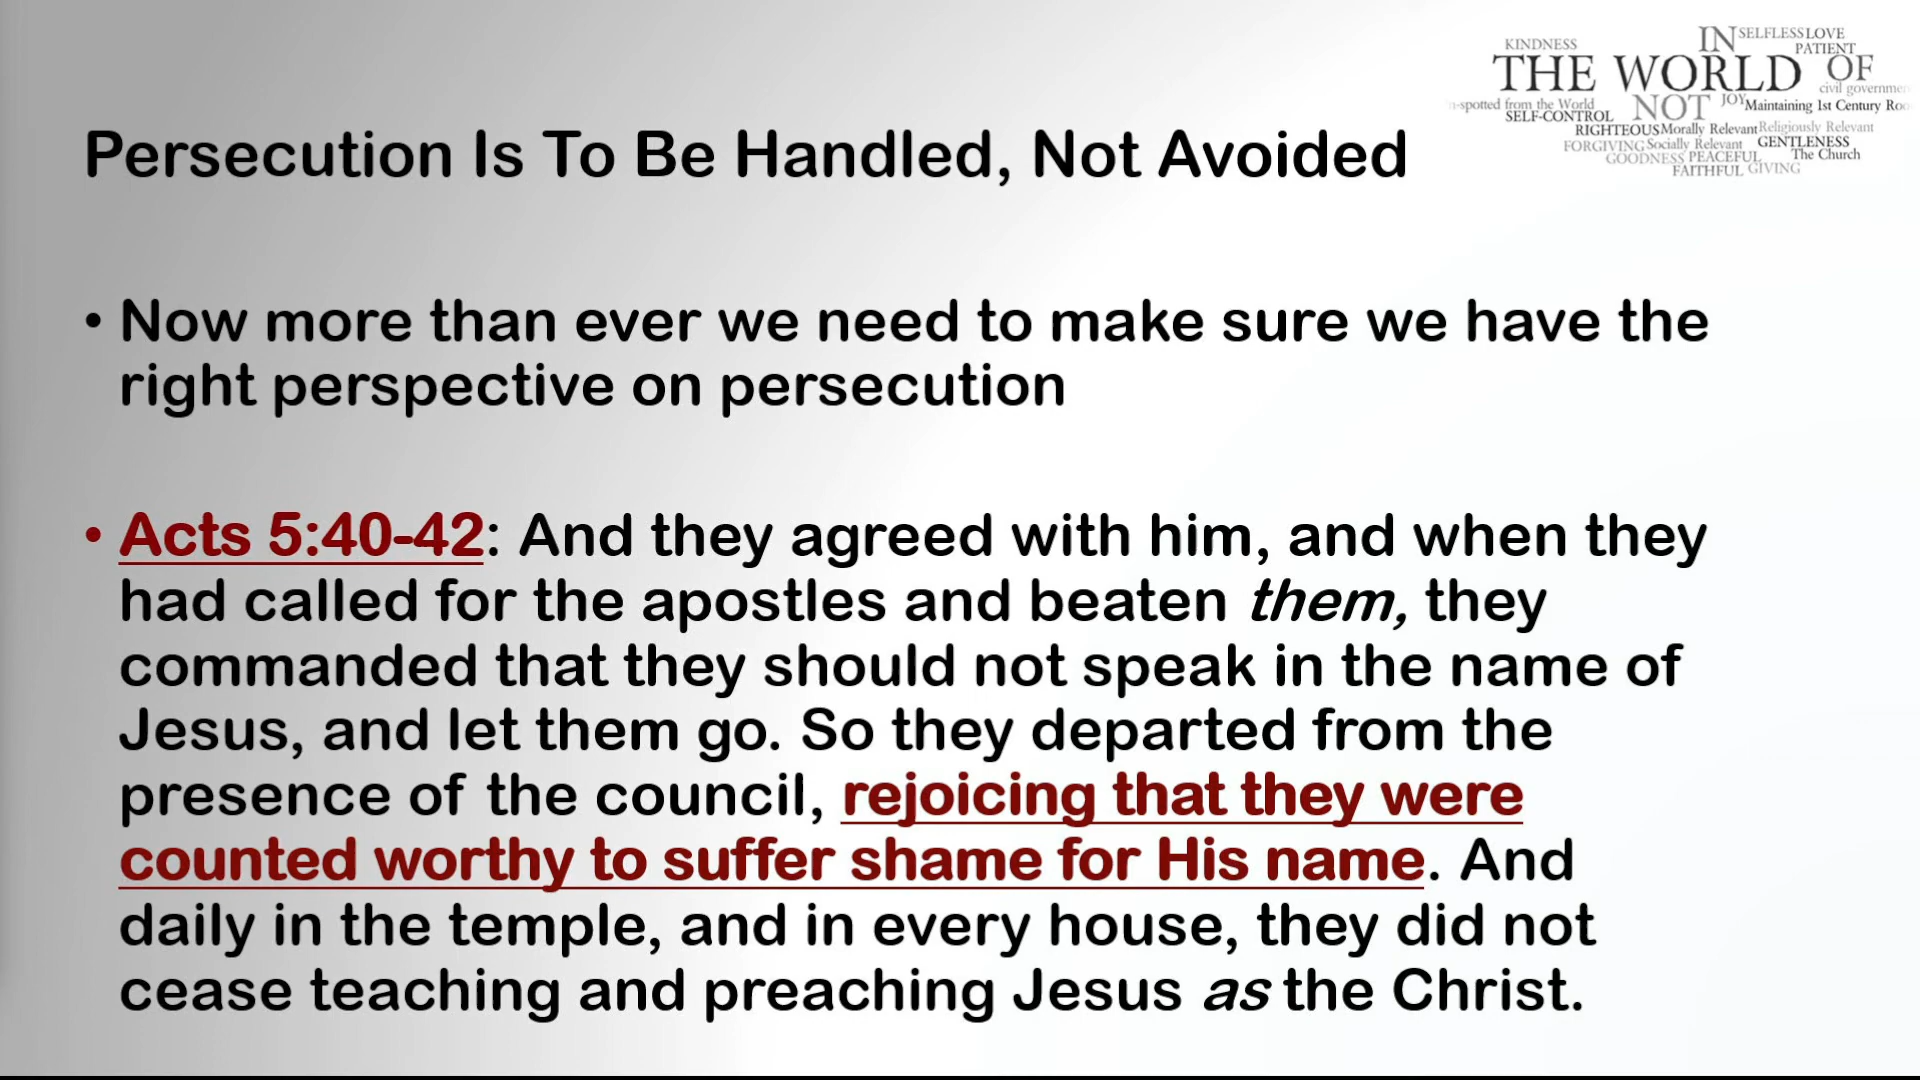 KINDNESS
IN SELFLESS LOVE
PATIENT
THE WORLD OF
civil governme
n-spotted from the World NOT JOY Maintaining 1st Century Roo
SELF-CONTROL
RIGHTEOUS Morally Relevant Religiously Relevant
FORGIVING Socially Relevant GENTLENESS
GOODNESS PEACEFUL The Church
FAITHFUL GIVING
Persecution Is To Be Handled, Not Avoided
• Now more than ever we need to make sure we have the
right perspective on persecution
• Acts 5:40-42: And they agreed with him, and when they
had called for the apostles and beaten them, they
commanded that they should not speak in the name of
Jesus, and let them go. So they departed from the
presence of the council, rejoicing that they were
counted worthy to suffer shame for His name. And
daily in the temple, and in every house, they did not
cease teaching and preaching Jesus as the Christ.